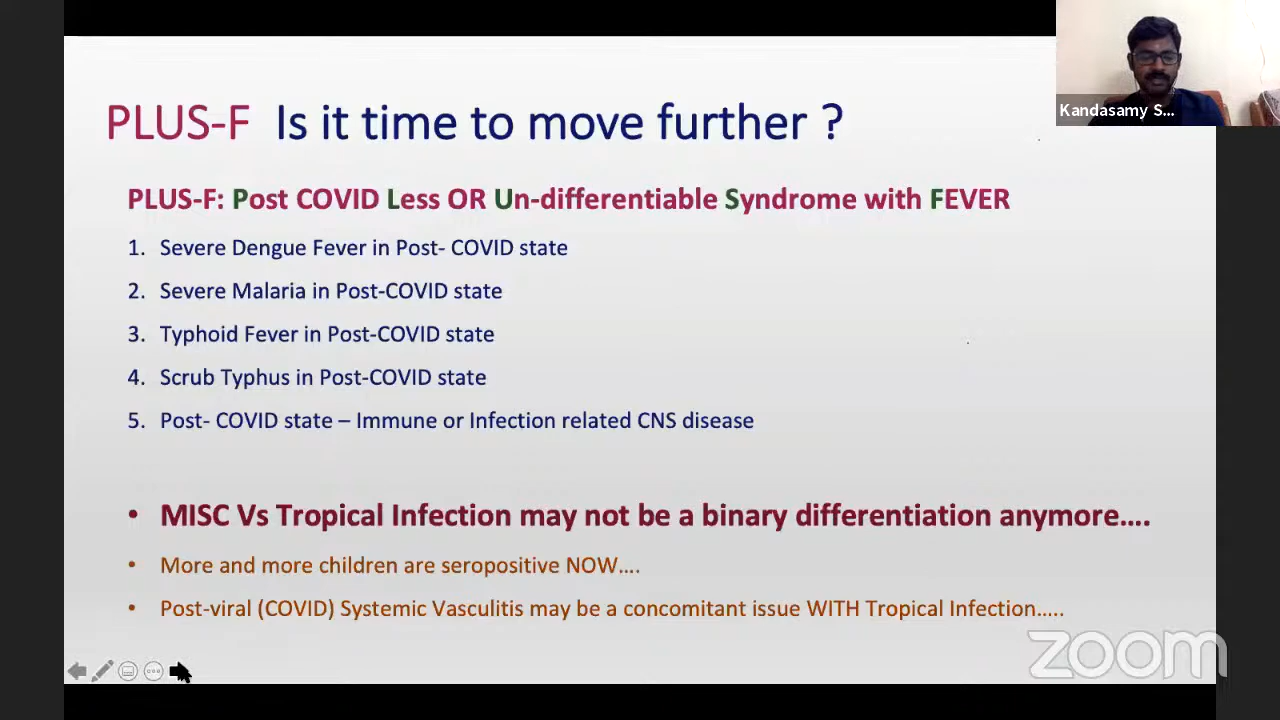 PLUS-F Is it time to move further ?
Kandasamy S...
PLUS-F: Post COVID Less OR Un-differentiable Syndrome with FEVER
1. Severe Dengue Fever in Post- COVID state
2. Severe Malaria in Post-COVID state
3. Typhoid Fever in Post-COVID state
4. Scrub Typhus in Post-COVID state
5. Post- COVID state – Immune or Infection related CNS disease
• MISC Vs Tropical Infection may not be a binary differentiation anymore....
• More and more children are seropositive NOW....
• Post-viral (COVID) Systemic Vasculitis may be a concomitant issue WITH Tropical Infection.....
zoom